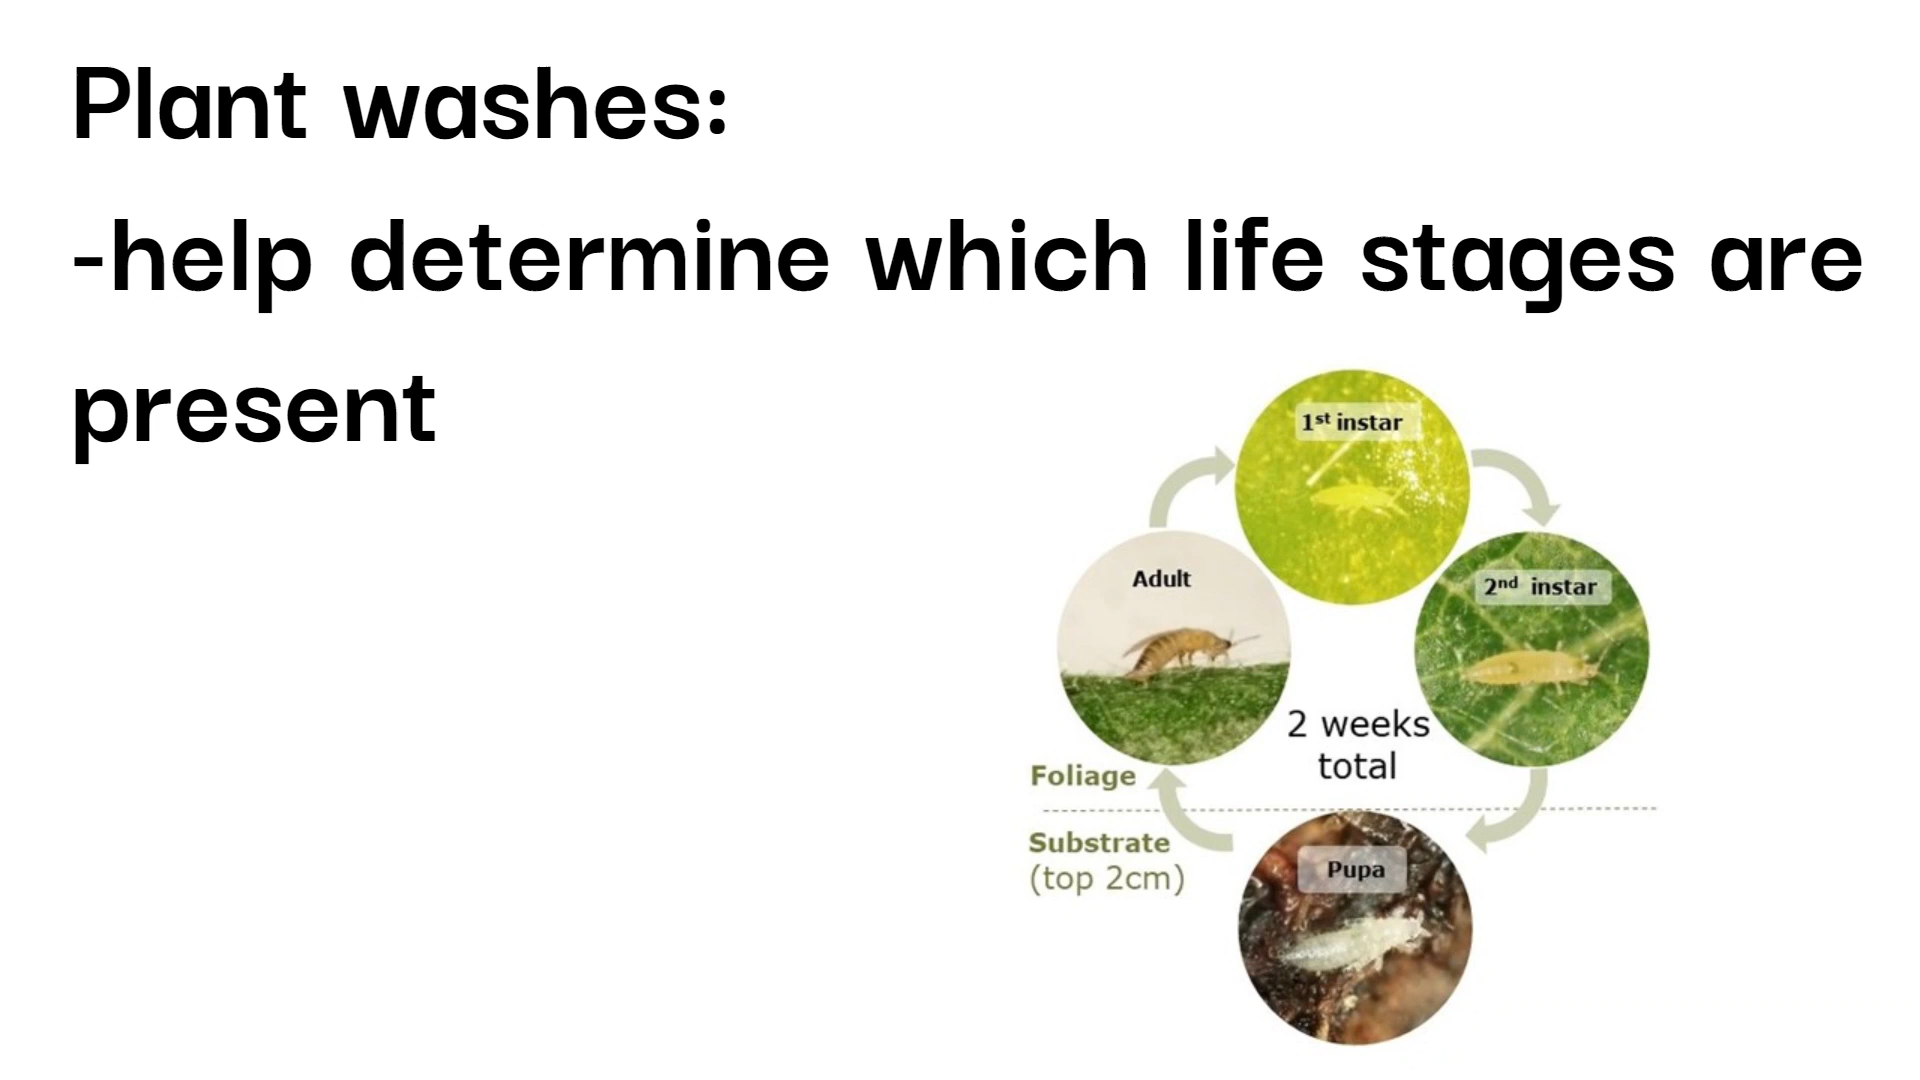 Plant washes:
-help determine which life stages are
present
1st instar
Adult
2nd instar
2 weeks
total
Foliage
Substrate
(top 2cm)
Pupa